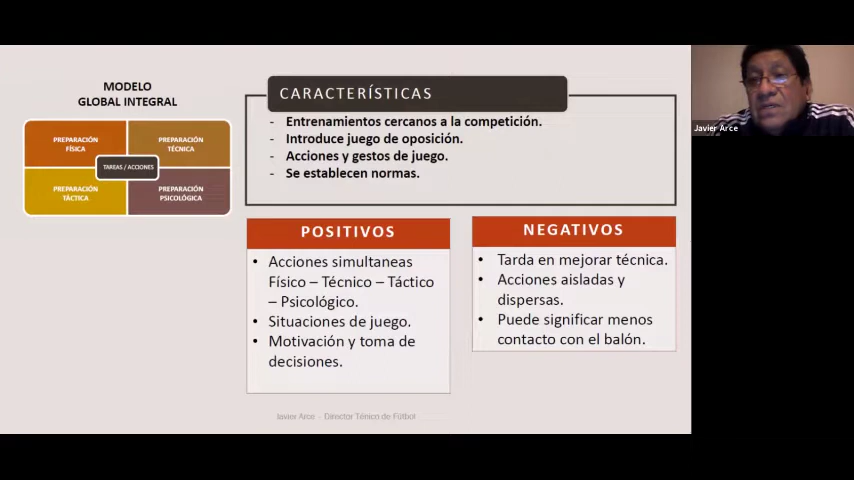 MODELO
GLOBAL INTEGRAL
PREPARACIÓN
FÍSICA
PREPARACIÓN
TÉCNICA
TAREAS / ACCIONES
PREPARACIÓN
TÁCTICA
PREPARACIÓN
PSICOLÓGICA
CARACTERÍSTICAS
- Entrenamientos cercanos a la competición.
- Introduce juego de oposición.
- Acciones y gestos de juego.
- Se establecen normas.
POSITIVOS
• Acciones simultaneas
Físico – Técnico – Táctico
– Psicológico.
• Situaciones de juego.
• Motivación y toma de
decisiones.
NEGATIVOS
• Tarda en mejorar técnica.
• Acciones aisladas y
dispersas.
• Puede significar menos
contacto con el balón.
Javier Arce - Director Ténico de Fútbol
Javier Arce